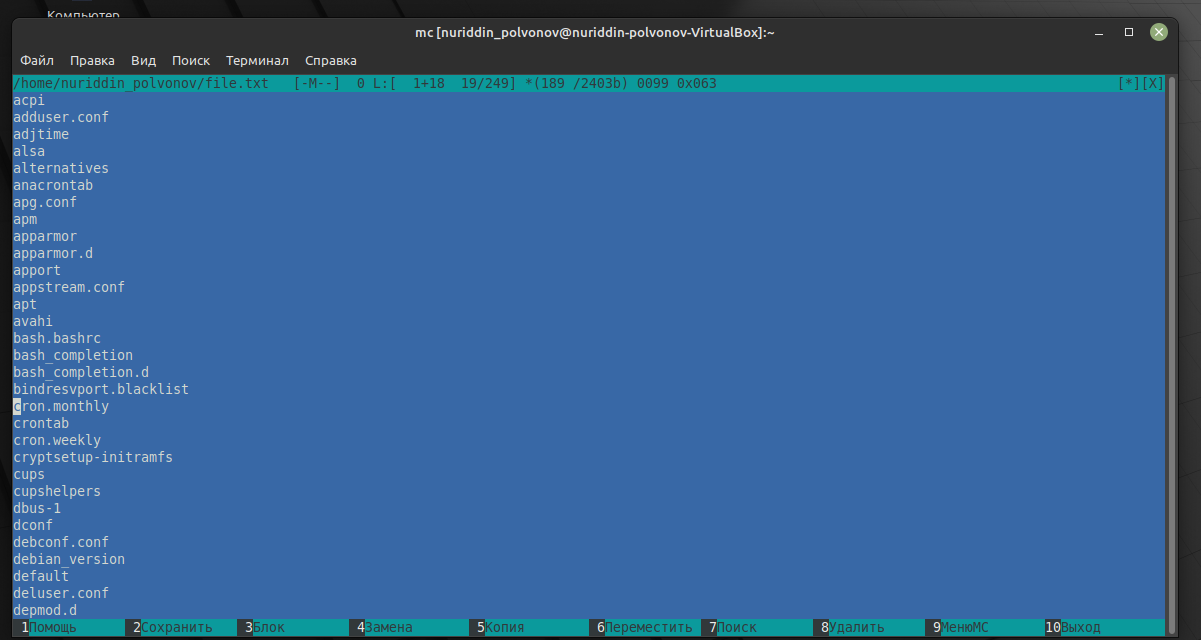 Компьютер
mc [nuriddin_polvonov@nuriddin-polvonov-VirtualBox]:~
Файл Правка Вид Поиск Терминал Справка
/home/nuriddin_polvonov/file.txt [-M--] 0 L:[ 1+18 19/249] *(189 /2403b) 0099 0x063 [*][X]
acpi
adduser.conf
adjtime
alsa
alternatives
anacrontab
apg.conf
apm
apparmor
apparmor.d
apport
appstream.conf
apt
avahi
bash.bashrc
bash_completion
bash_completion.d
bindresvport.blacklist
cron.monthly
crontab
cron.weekly
cryptsetup-initramfs
cups
cupshelpers
dbus-1
dconf
debconf.conf
debian_version
default
deluser.conf
depmod.d
1Помощь 2Сохранить 3Блок 4Замена 5Копия 6Переместить 7Поиск 8Удалить 9МенюMC 10Выход